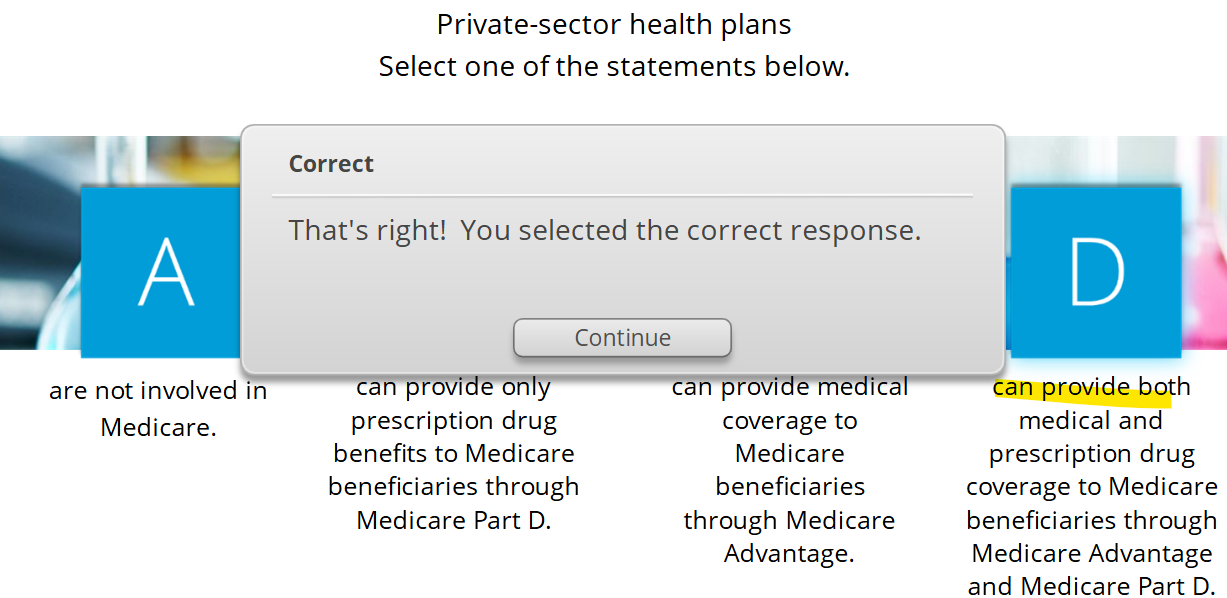 Private-sector health plans
Select one of the statements below.
Correct
That's right!  You selected the correct response.
Continue
A
are not involved in
Medicare.
can provide only
prescription drug
benefits to Medicare
beneficiaries through
Medicare Part D.
can provide medical
coverage to
Medicare
beneficiaries
through Medicare
Advantage.
D
can provide both
medical and
prescription drug
coverage to Medicare
beneficiaries through
Medicare Advantage
and Medicare Part D.